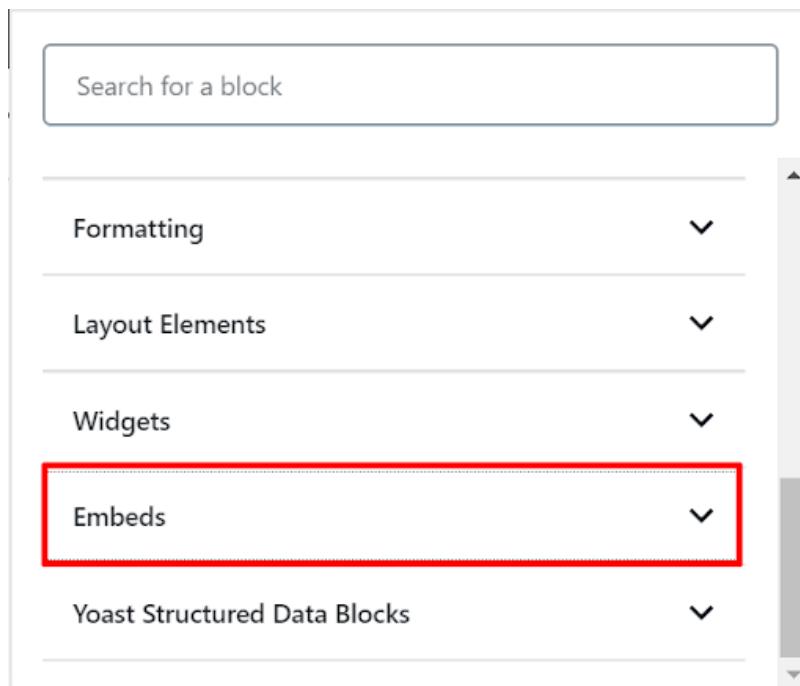 Search for a block
Formatting
Layout Elements
Widgets
Embeds
Yoast Structured Data Blocks